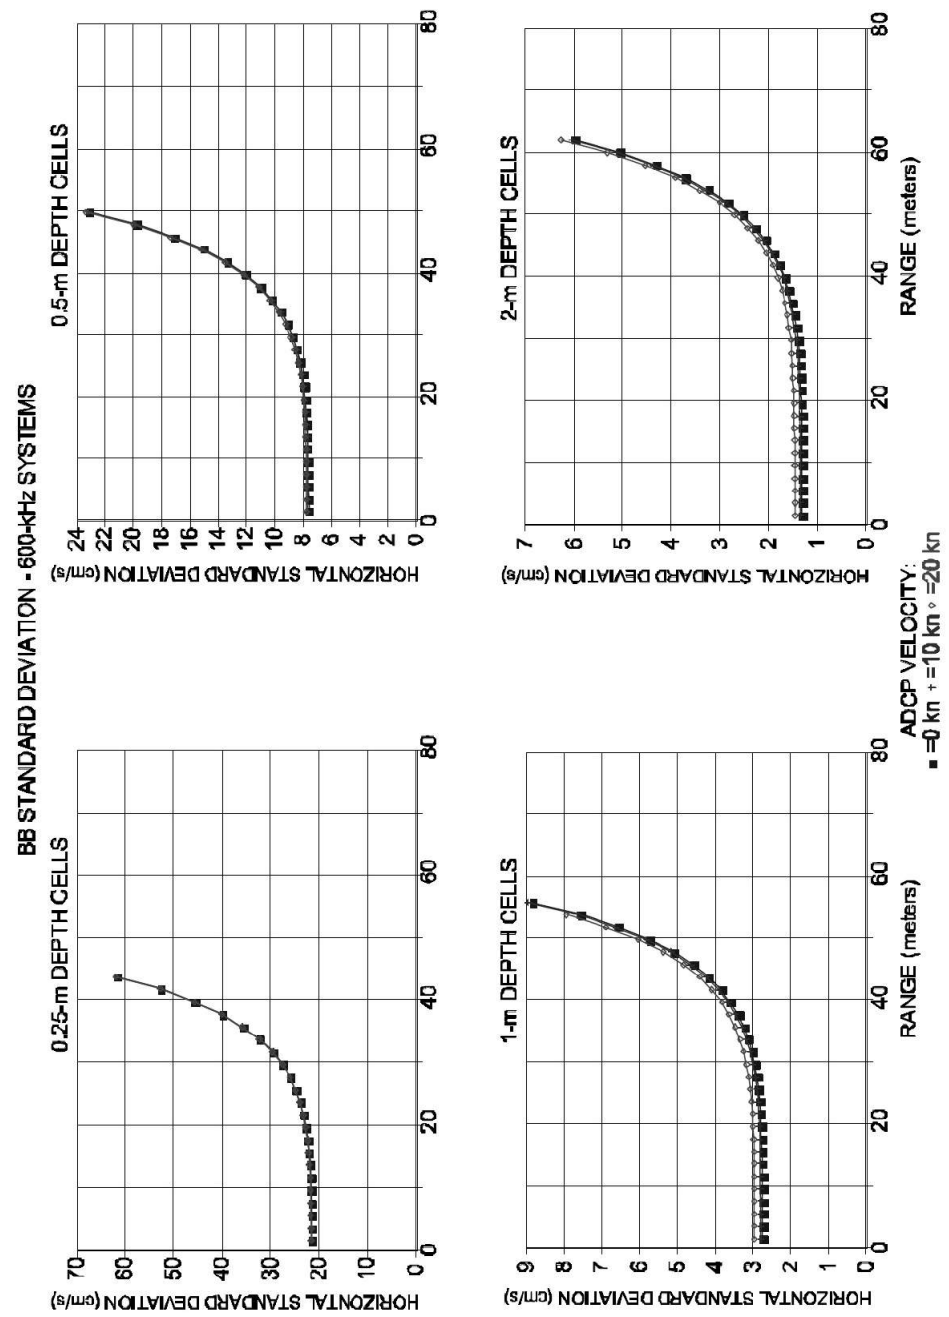 BB STANDARD DEVIATION - 600-kHz SYSTEMS
0.25-m DEPTH CELLS
HORIZONTAL STANDARD DEVIATION (cm/s)
70
60
50
40
30
20
10
0
0 20 40 60 80
0.5-m DEPTH CELLS
HORIZONTAL STANDARD DEVIATION (cm/s)
24
22
20
18
16
14
12
10
8
6
4
2
0
0 20 40 60 80
1-m DEPTH CELLS
HORIZONTAL STANDARD DEVIATION (cm/s)
9
8
7
6
5
4
3
2
1
0
0 20 40 60 80
RANGE (meters)
2-m DEPTH CELLS
HORIZONTAL STANDARD DEVIATION (cm/s)
7
6
5
4
3
2
1
0
0 20 40 60 80
RANGE (meters)
ADCP VELOCITY:
■ =0 kn + =10 kn ◦ =20 kn